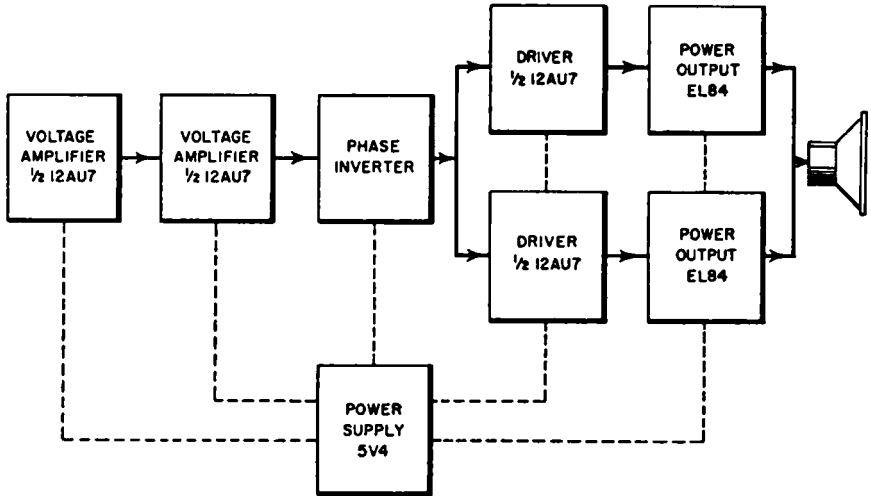 VOLTAGE
AMPLIFIER
½ 12AU7
VOLTAGE
AMPLIFIER
½ 12AU7
PHASE
INVERTER
DRIVER
½ 12AU7
POWER
OUTPUT
EL84
DRIVER
½ 12AU7
POWER
OUTPUT
EL84
POWER
SUPPLY
5V4